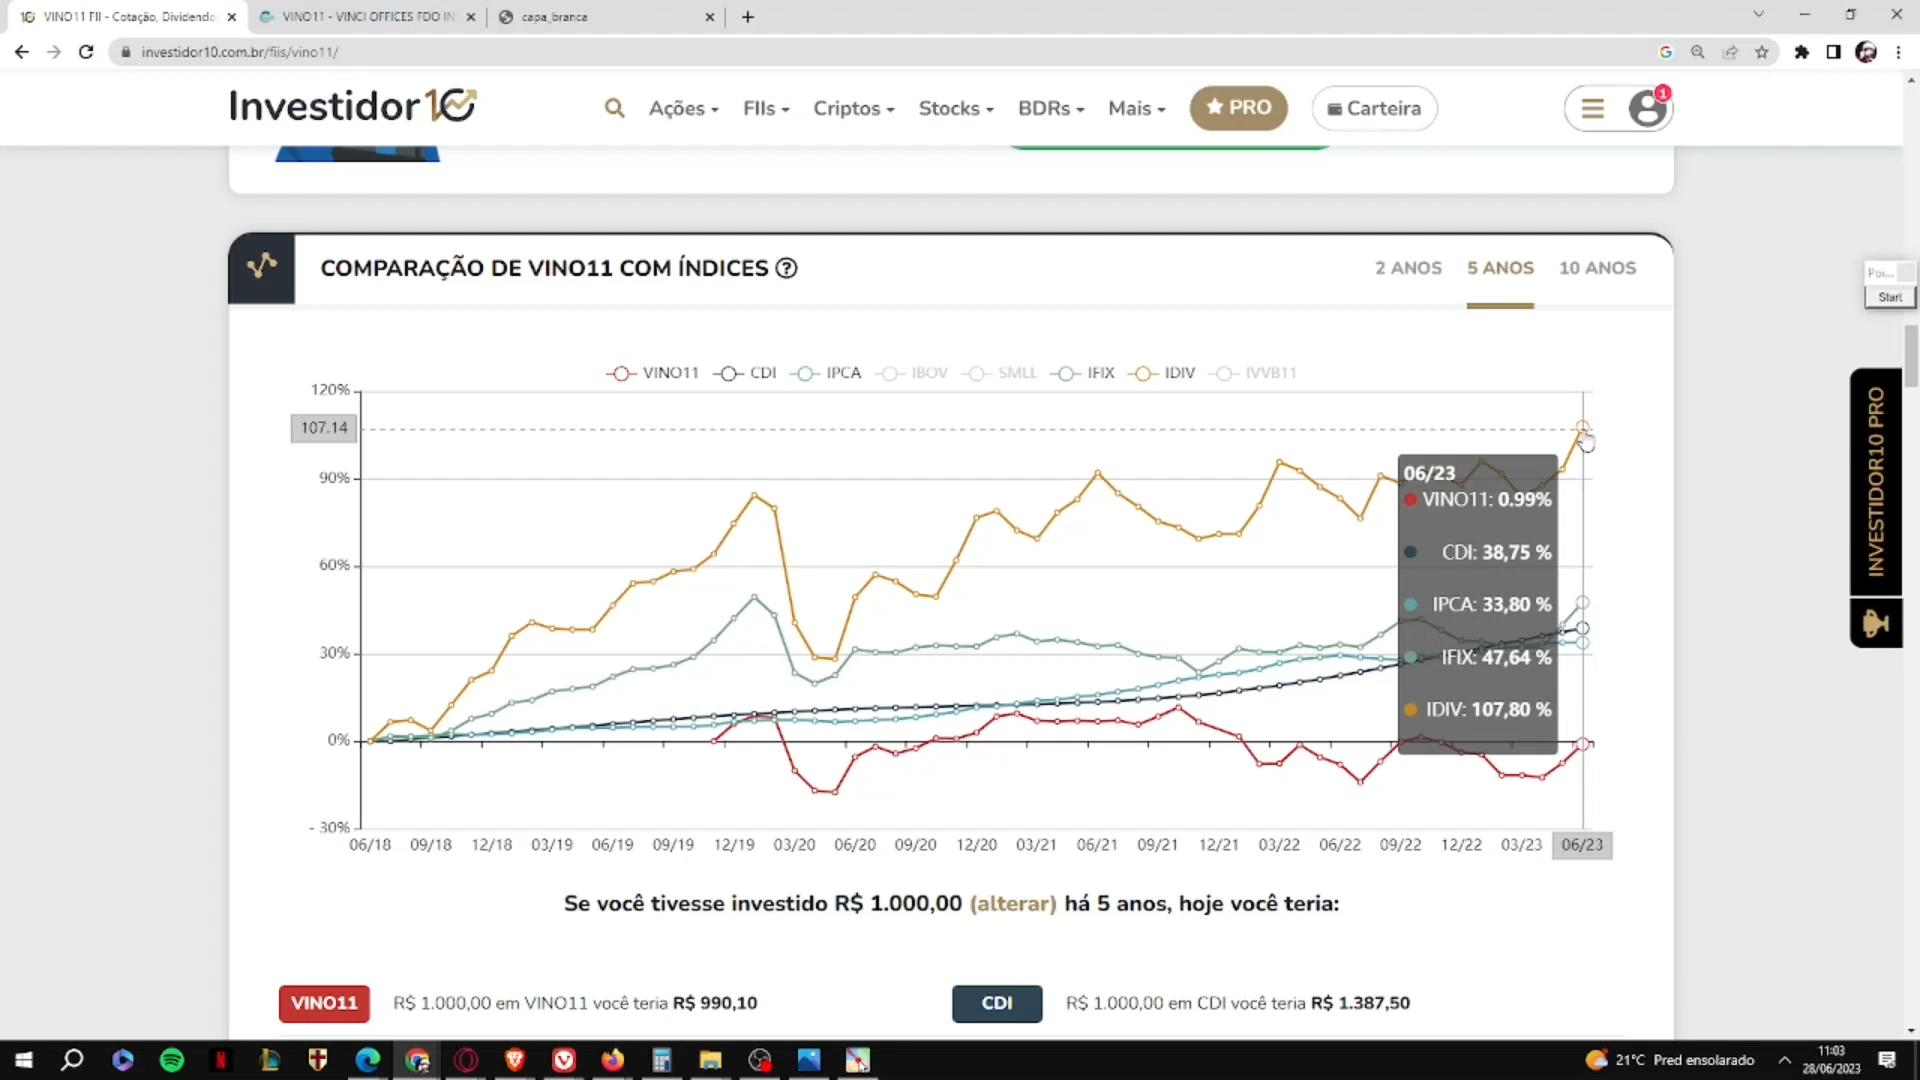 VINO11 FII - Cotação, Dividendo
VINO11 - VINCI OFFICES FDO IN
capa_branca
investidor10.com.br/fiis/vino11/
Investidor10
Ações
FIIs
Criptos
Stocks
BDRs
Mais
PRO
Carteira
1
COMPARAÇÃO DE VINO11 COM ÍNDICES
2 ANOS
5 ANOS
10 ANOS
Poi...
Start
INVESTIDOR10 PRO
VINO11
CDI
IPCA
IBOV
SMLL
IFIX
IDIV
IVVB11
120%
107.14
90%
60%
30%
0%
- 30%
06/23
VINO11: 0.99%
CDI: 38,75 %
IPCA: 33,80 %
IFIX: 47,64 %
IDIV: 107,80 %
06/18 09/18 12/18 03/19 06/19 09/19 12/19 03/20 06/20 09/20 12/20 03/21 06/21 09/21 12/21 03/22 06/22 09/22 12/22 03/23 06/23
Se você tivesse investido R$ 1.000,00 (alterar) há 5 anos, hoje você teria:
VINO11
R$ 1.000,00 em VINO11 você teria R$ 990,10
CDI
R$ 1.000,00 em CDI você teria R$ 1.387,50
21°C Pred ensolarado
11:03
28/06/2023